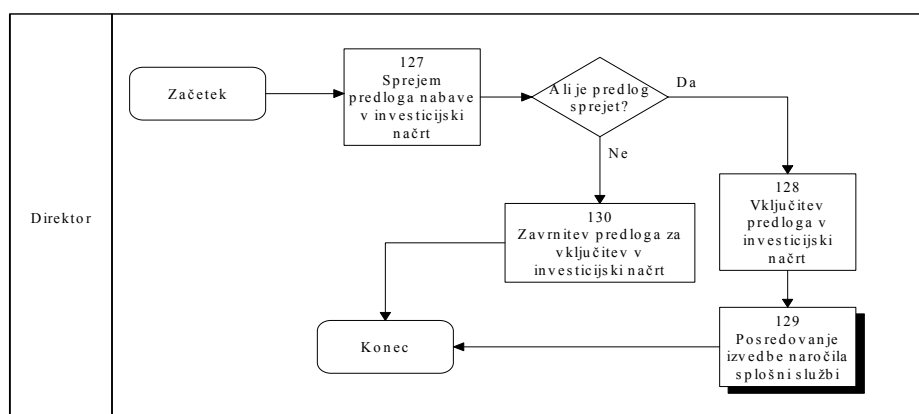 Direktor
Začetek
127
Sprejem
predloga nabave
v investicijski
načrt
Ali je predlog
sprejet?
Da
Ne
128
Vključitev
predloga v
investicijski
načrt
130
Zavrnitev predloga za
vključitev v
investicijski načrt
129
Posredovanje
izvedbe naročila
splošni službi
Konec